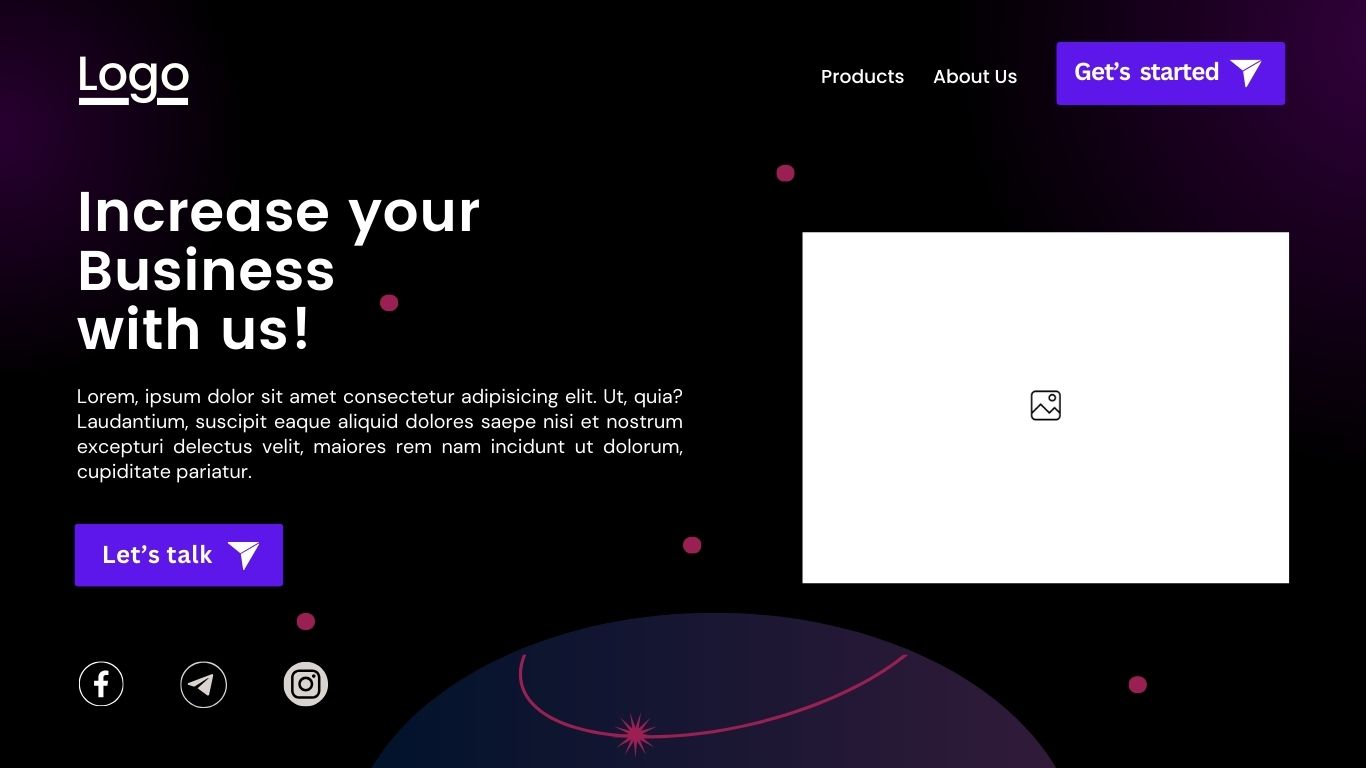 Logo
Products
About Us
Get's started
Increase your
Business
with us!
Lorem, ipsum dolor sit amet consectetur adipisicing elit. Ut, quia?
Laudantium, suscipit eaque aliquid dolores saepe nisi et nostrum
excepturi delectus velit, maiores rem nam incidunt ut dolorum,
cupiditate pariatur.
Let's talk